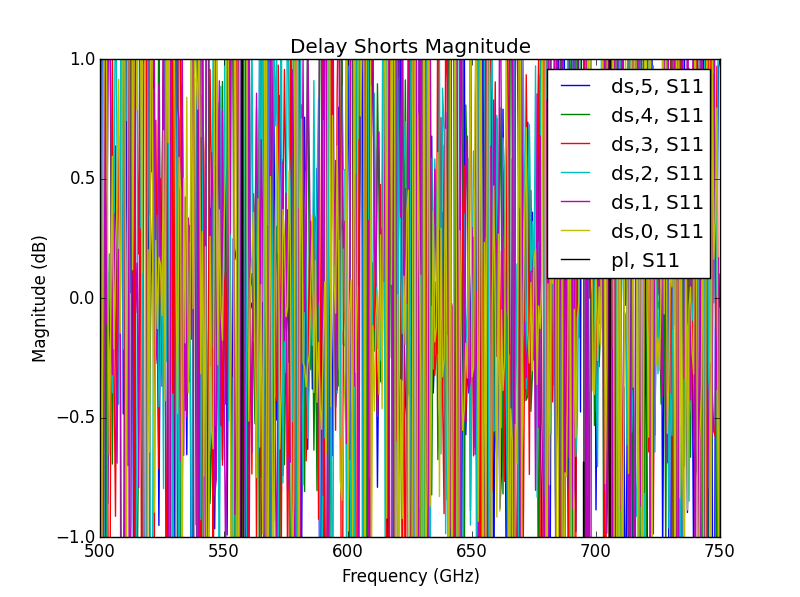 Delay Shorts Magnitude
1.0
0.5
0.0
−0.5
−1.0
Magnitude (dB)
ds,5, S11
ds,4, S11
ds,3, S11
ds,2, S11
ds,1, S11
ds,0, S11
pl, S11
500 550 600 650 700 750
Frequency (GHz)